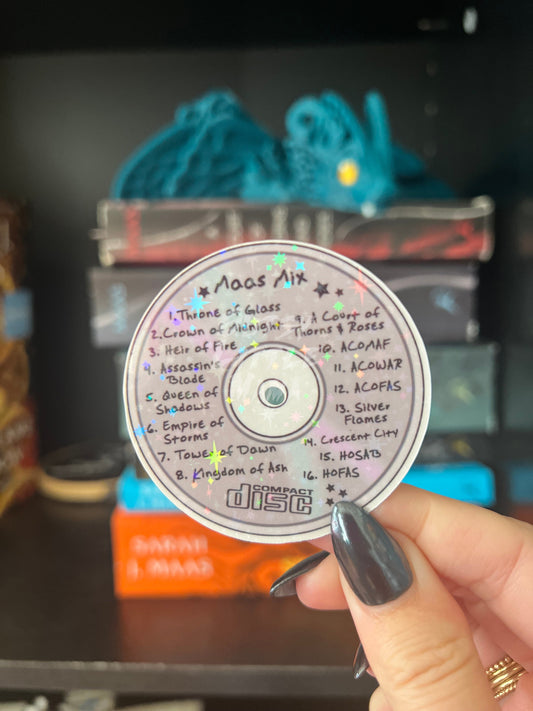 Maas Mix
1. Throne of Glass
2. Crown of Midnight
3. Heir of Fire
4. Assassin's
Blade
5. Queen of
Shadows
6. Empire of
Storms
7. Tower of Dawn
8. Kingdom of Ash
9. A Court of
Thorns & Roses
10. ACOMAF
11. ACOWAR
12. ACOFAS
13. Silver
Flames
14. Crescent City
15. HOSAB
16. HOFAS
COMPACT
disc
SARAH
J. MAAS